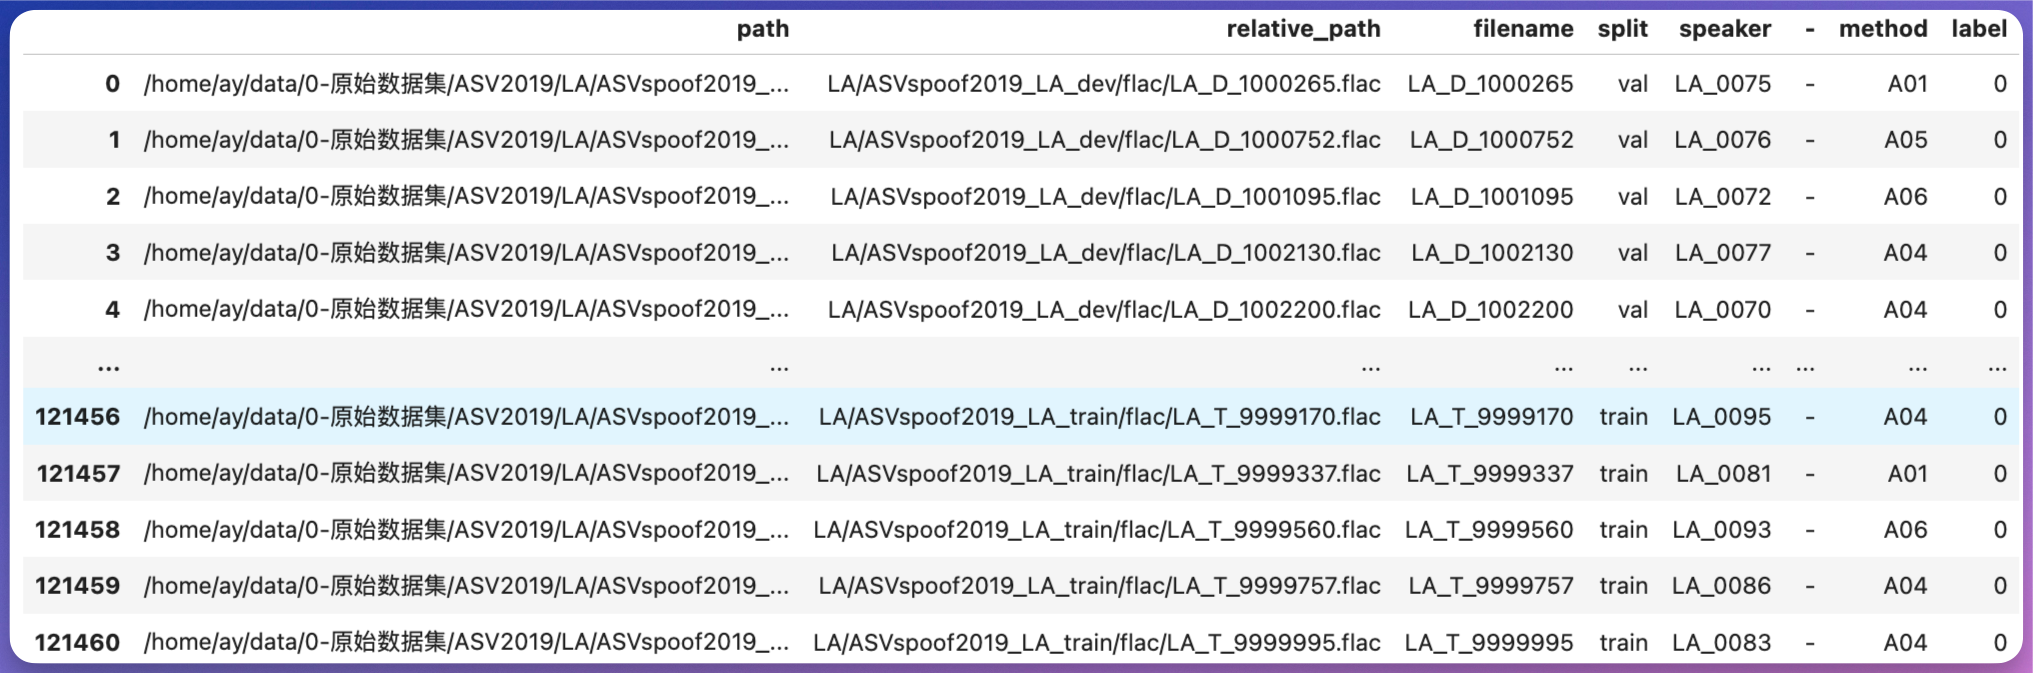 path relative_path filename split speaker - method label
0 /home/ay/data/0-原始数据集/ASV2019/LA/ASVspoof2019_... LA/ASVspoof2019_LA_dev/flac/LA_D_1000265.flac LA_D_1000265 val LA_0075 - A01 0
1 /home/ay/data/0-原始数据集/ASV2019/LA/ASVspoof2019_... LA/ASVspoof2019_LA_dev/flac/LA_D_1000752.flac LA_D_1000752 val LA_0076 - A05 0
2 /home/ay/data/0-原始数据集/ASV2019/LA/ASVspoof2019_... LA/ASVspoof2019_LA_dev/flac/LA_D_1001095.flac LA_D_1001095 val LA_0072 - A06 0
3 /home/ay/data/0-原始数据集/ASV2019/LA/ASVspoof2019_... LA/ASVspoof2019_LA_dev/flac/LA_D_1002130.flac LA_D_1002130 val LA_0077 - A04 0
4 /home/ay/data/0-原始数据集/ASV2019/LA/ASVspoof2019_... LA/ASVspoof2019_LA_dev/flac/LA_D_1002200.flac LA_D_1002200 val LA_0070 - A04 0
... ... ... ... ... ... ... ... ...
121456 /home/ay/data/0-原始数据集/ASV2019/LA/ASVspoof2019_... LA/ASVspoof2019_LA_train/flac/LA_T_9999170.flac LA_T_9999170 train LA_0095 - A04 0
121457 /home/ay/data/0-原始数据集/ASV2019/LA/ASVspoof2019_... LA/ASVspoof2019_LA_train/flac/LA_T_9999337.flac LA_T_9999337 train LA_0081 - A01 0
121458 /home/ay/data/0-原始数据集/ASV2019/LA/ASVspoof2019_... LA/ASVspoof2019_LA_train/flac/LA_T_9999560.flac LA_T_9999560 train LA_0093 - A06 0
121459 /home/ay/data/0-原始数据集/ASV2019/LA/ASVspoof2019_... LA/ASVspoof2019_LA_train/flac/LA_T_9999757.flac LA_T_9999757 train LA_0086 - A04 0
121460 /home/ay/data/0-原始数据集/ASV2019/LA/ASVspoof2019_... LA/ASVspoof2019_LA_train/flac/LA_T_9999995.flac LA_T_9999995 train LA_0083 - A04 0